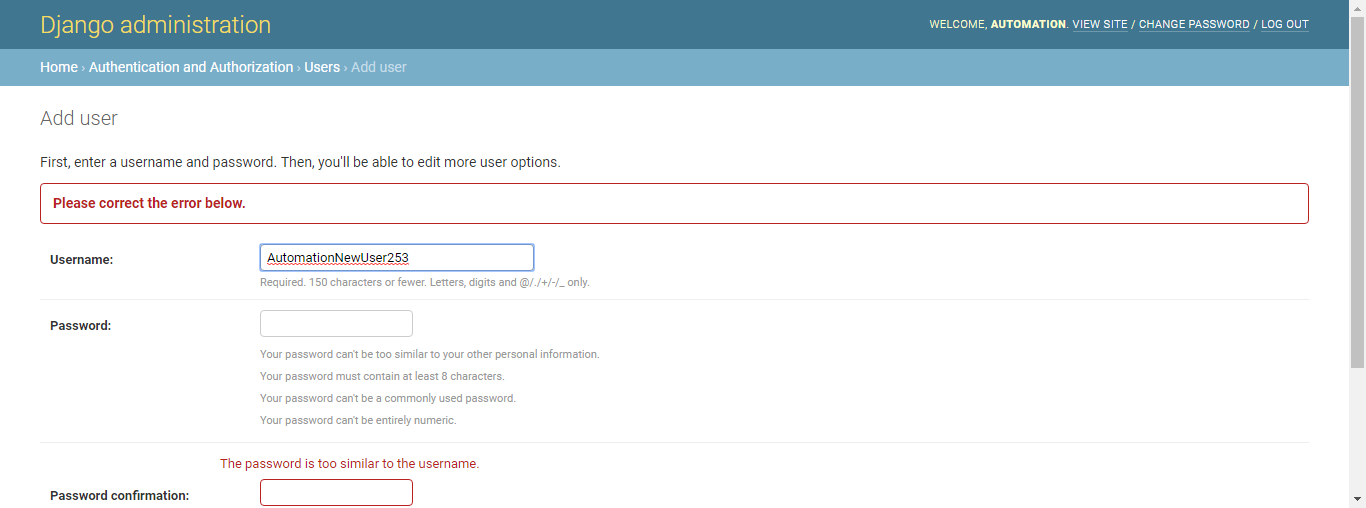 Django administration
WELCOME, AUTOMATION. VIEW SITE / CHANGE PASSWORD / LOG OUT
Home › Authentication and Authorization › Users › Add user
Add user
First, enter a username and password. Then, you'll be able to edit more user options.
Please correct the error below.
Username:
AutomationNewUser253
Required. 150 characters or fewer. Letters, digits and @/./+/-/_ only.
Password:
Your password can't be too similar to your other personal information.
Your password must contain at least 8 characters.
Your password can't be a commonly used password.
Your password can't be entirely numeric.
The password is too similar to the username.
Password confirmation: